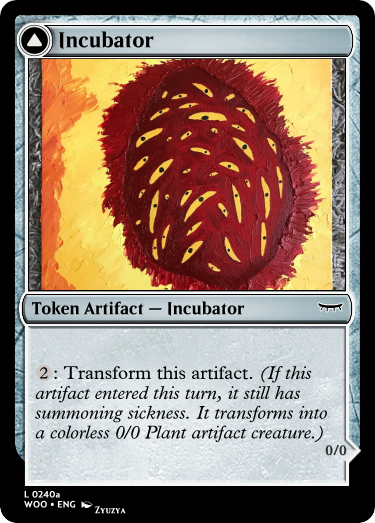 Incubator
Token Artifact — Incubator
2: Transform this artifact. (If this
artifact entered this turn, it still has
summoning sickness. It transforms into
a colorless 0/0 Plant artifact creature.)
0/0
L 0240a
WOO • ENG Zyuzya